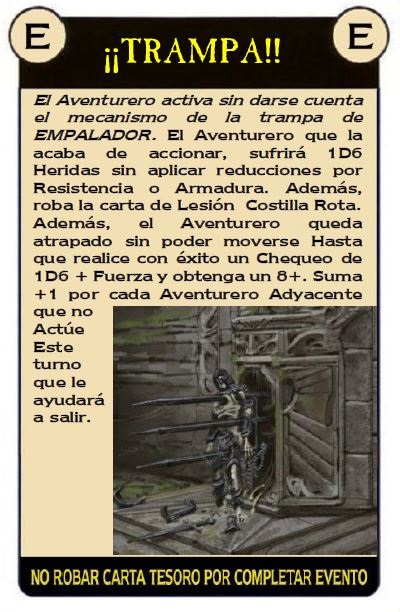 E E
¡¡TRAMPA!!
El Aventurero activa sin darse cuenta
el mecanismo de la trampa de
EMPALADOR. El Aventurero que la
acaba de accionar, sufrirá 1D6
Heridas sin aplicar reducciones por
Resistencia o Armadura. Además,
roba la carta de Lesión Costilla Rota.
Además, el Aventurero queda
atrapado sin poder moverse Hasta
que realice con éxito un Chequeo de
1D6 + Fuerza y obtenga un 8+. Suma
+1 por cada Aventurero Adyacente
que no
Actúe
Este
turno
que le
ayudará
a salir.
NO ROBAR CARTA TESORO POR COMPLETAR EVENTO